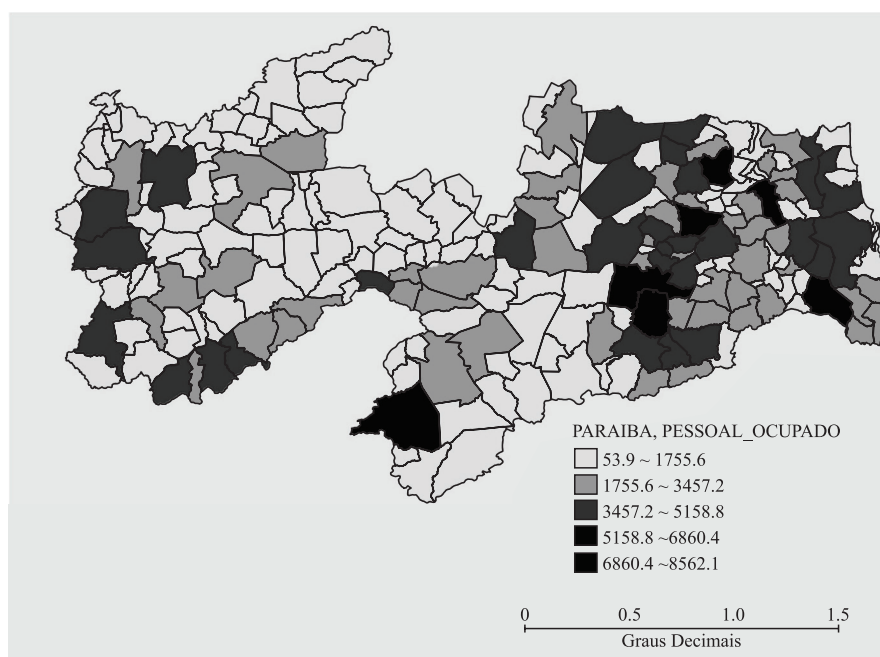 PARAIBA, PESSOAL_OCUPADO
53.9 ~ 1755.6
1755.6 ~ 3457.2
3457.2 ~ 5158.8
5158.8 ~6860.4
6860.4 ~8562.1
0 0.5 1.0 1.5
Graus Decimais